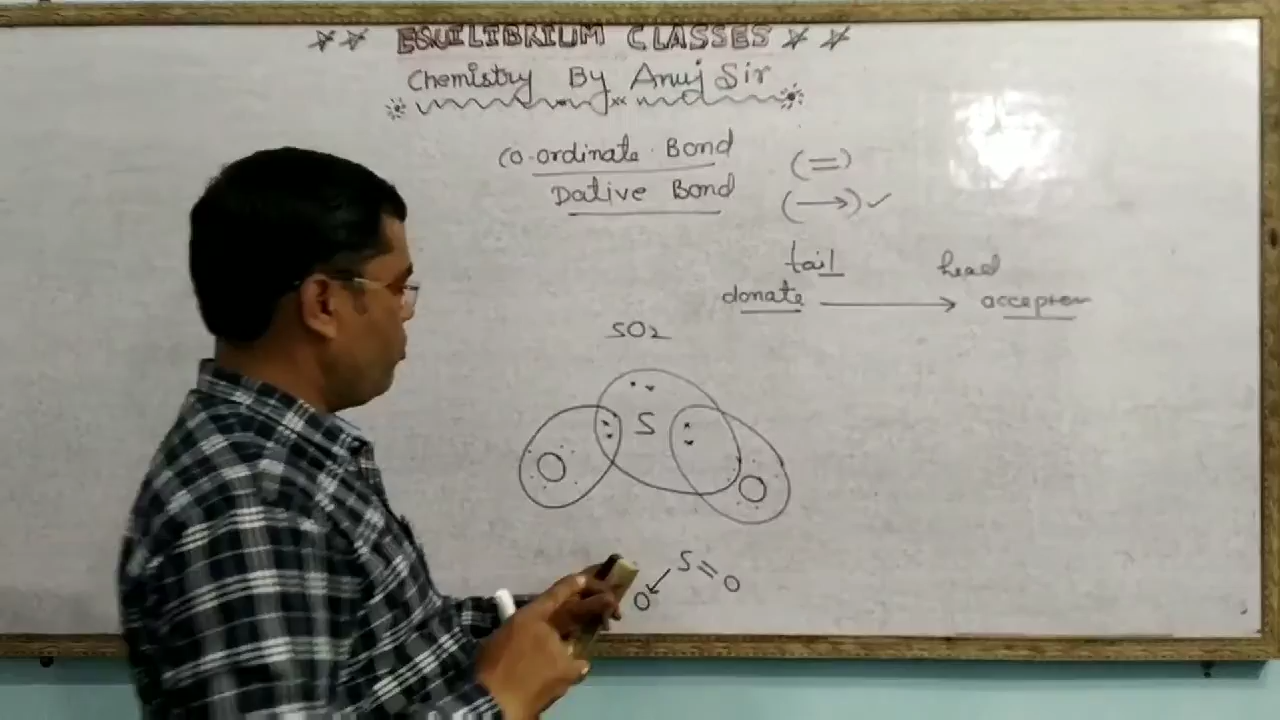 ☆☆ EQUILIBRIUM CLASSES ☆☆
Chemistry By Anuj Sir
Co-ordinate Bond (=)
Dative Bond (→) ✓
tail head
donate → acceptor
SO2
S
O O
S=O
O